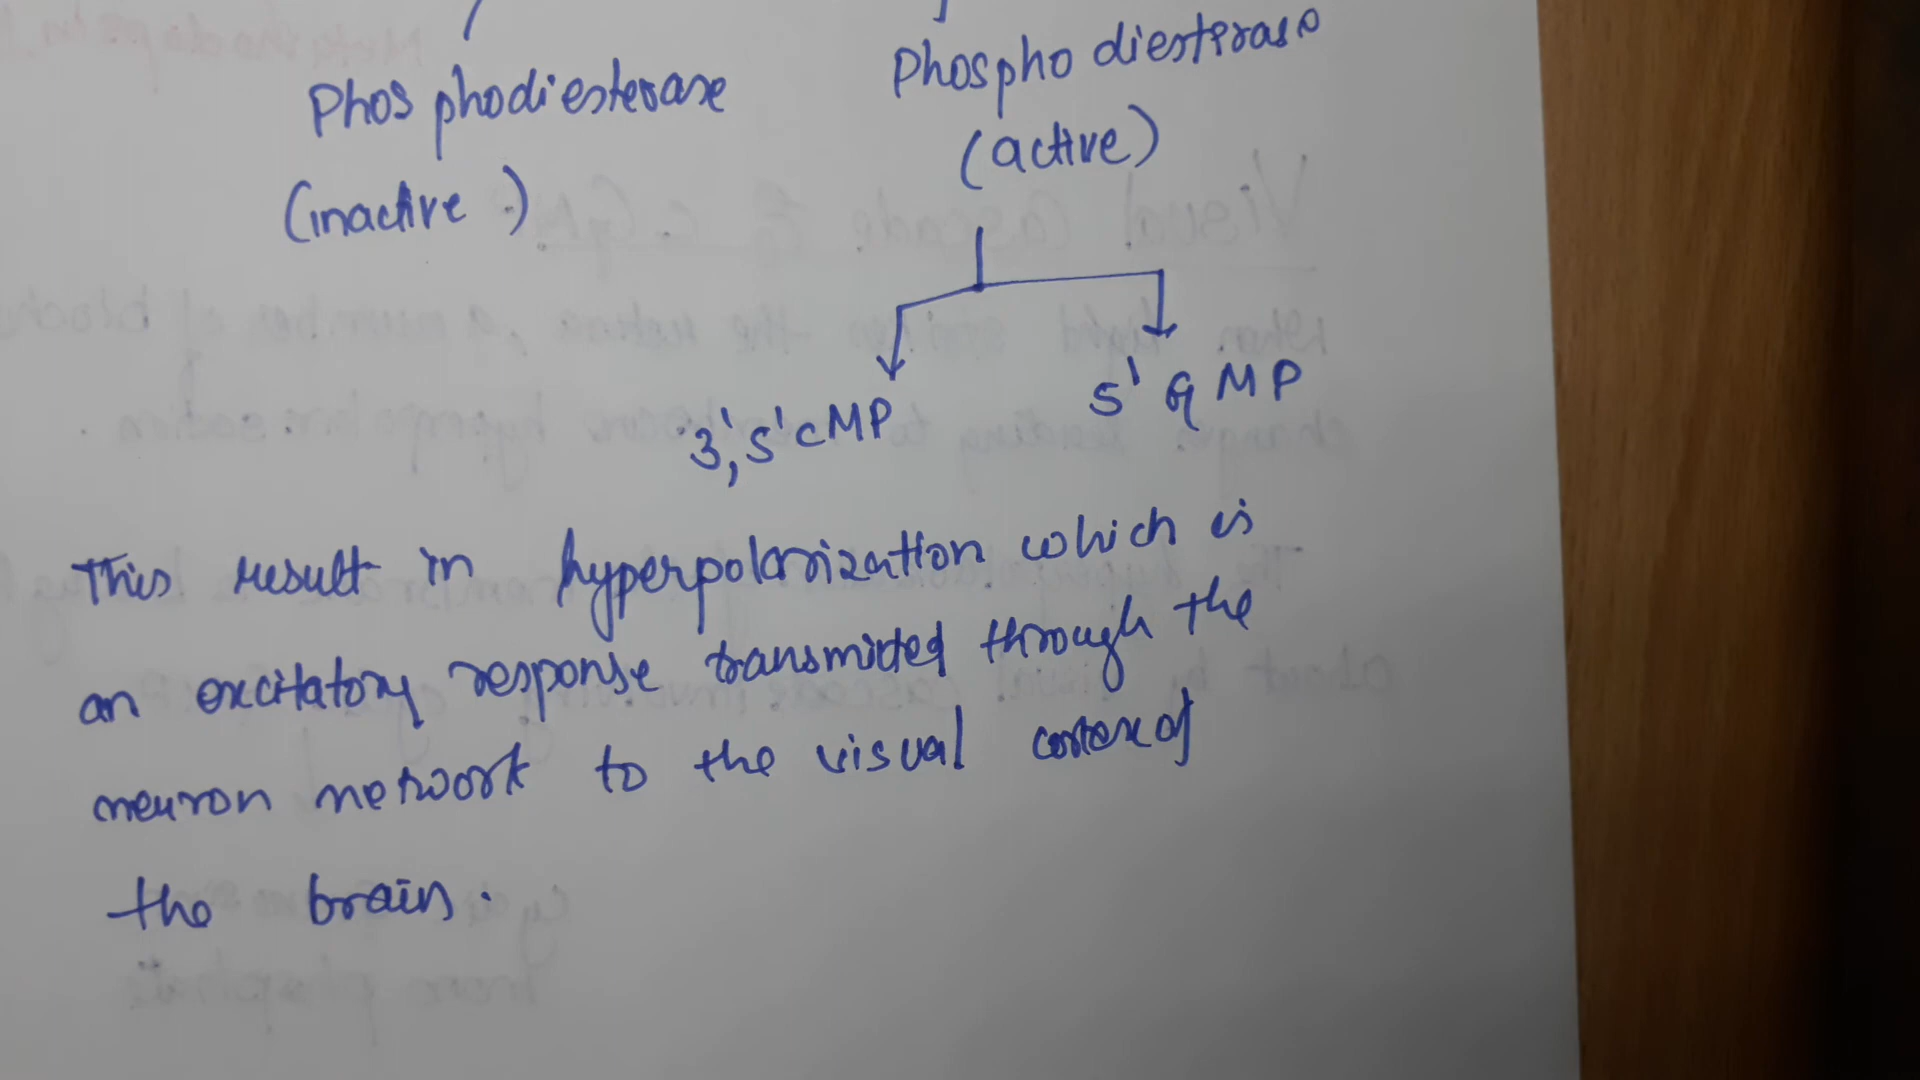 Phosphodiesterase
Phosphodiesterase
(active)
(inactive)
3',5'cMP
5' GMP
This result in hyperpolarization which is
an excitatory response transmitted through the
neuron network to the visual cortex of
the brain.